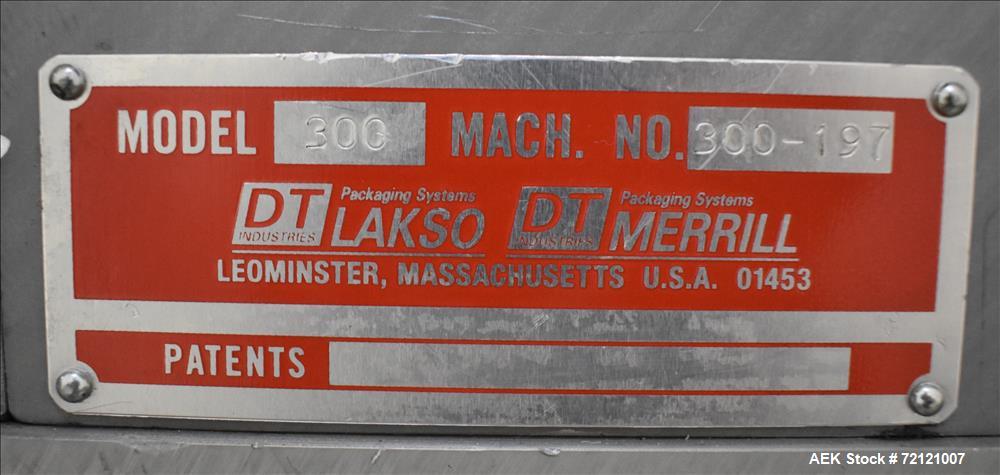 MODEL 300 MACH. NO. 300-197
DT INDUSTRIES Packaging Systems LAKSO DT INDUSTRIES Packaging Systems MERRILL
LEOMINSTER, MASSACHUSETTS U.S.A. 01453
PATENTS
AEK Stock #72121007